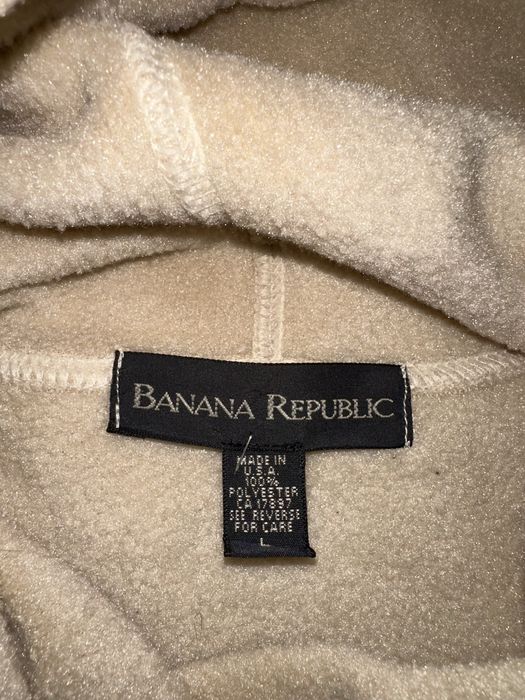 BANANA REPUBLIC
MADE IN
U.S.A.
100%
POLYESTER
CA 17897
SEE REVERSE
FOR CARE
L